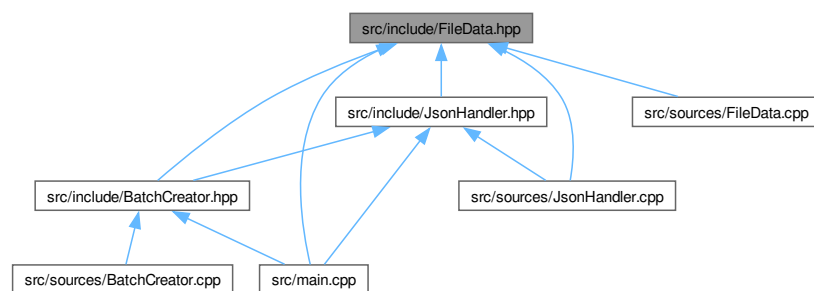 src/include/FileData.hpp
src/include/JsonHandler.hpp
src/sources/FileData.cpp
src/include/BatchCreator.hpp
src/sources/JsonHandler.cpp
src/sources/BatchCreator.cpp
src/main.cpp